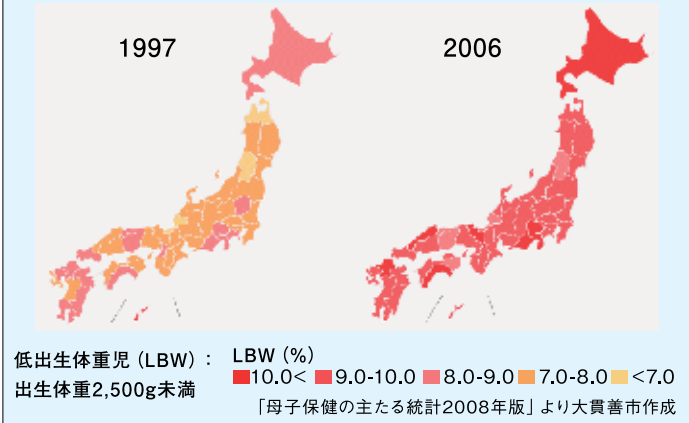 1997
2006
低出生体重児（LBW）：
出生体重2,500g未満
LBW（%）
10.0< 9.0-10.0 8.0-9.0 7.0-8.0 <7.0
「母子保健の主たる統計2008年版」より大貫善市作成